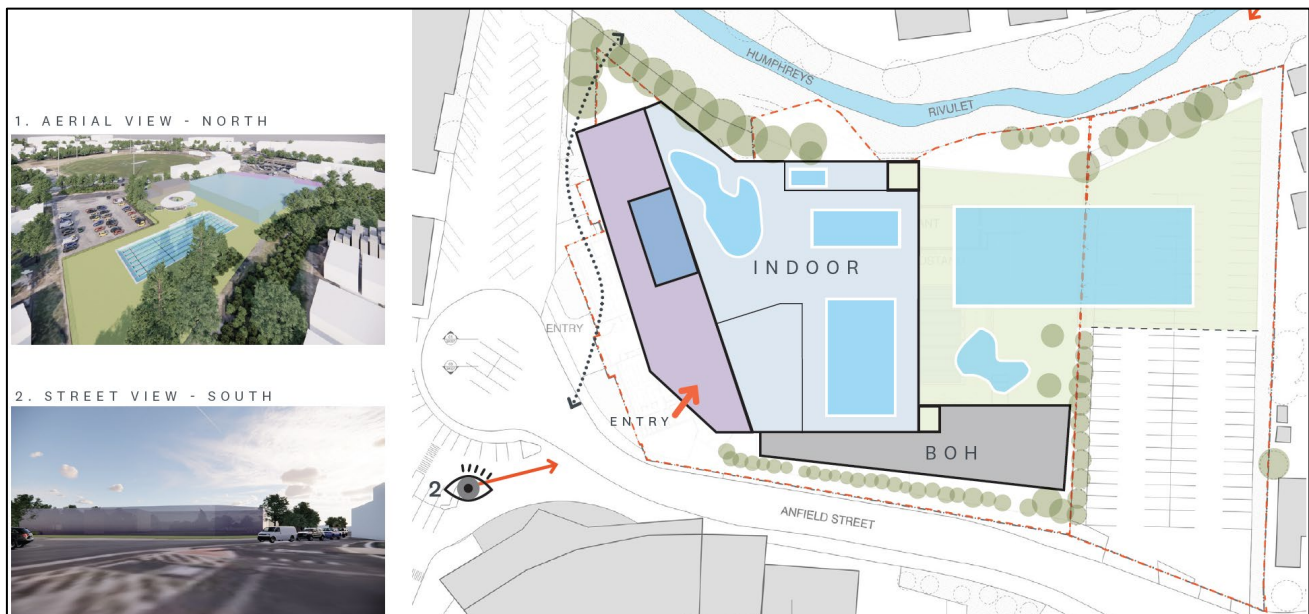 1. AERIAL VIEW - NORTH
2. STREET VIEW - SOUTH
HUMPHREYS
RIVULET
INDOOR
ENTRY
ENTRY
BOH
2
ANFIELD STREET